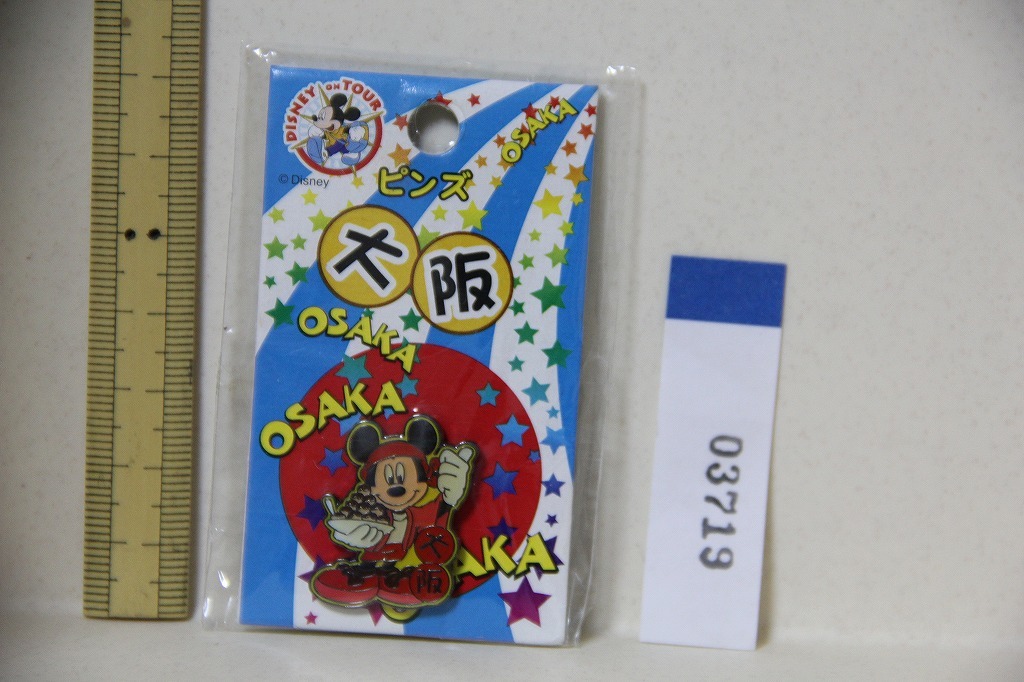 DISNEY ON TOUR
© Disney
OSAKA
ピンズ
大阪
OSAKA
OSAKA
大阪
AKA
03719